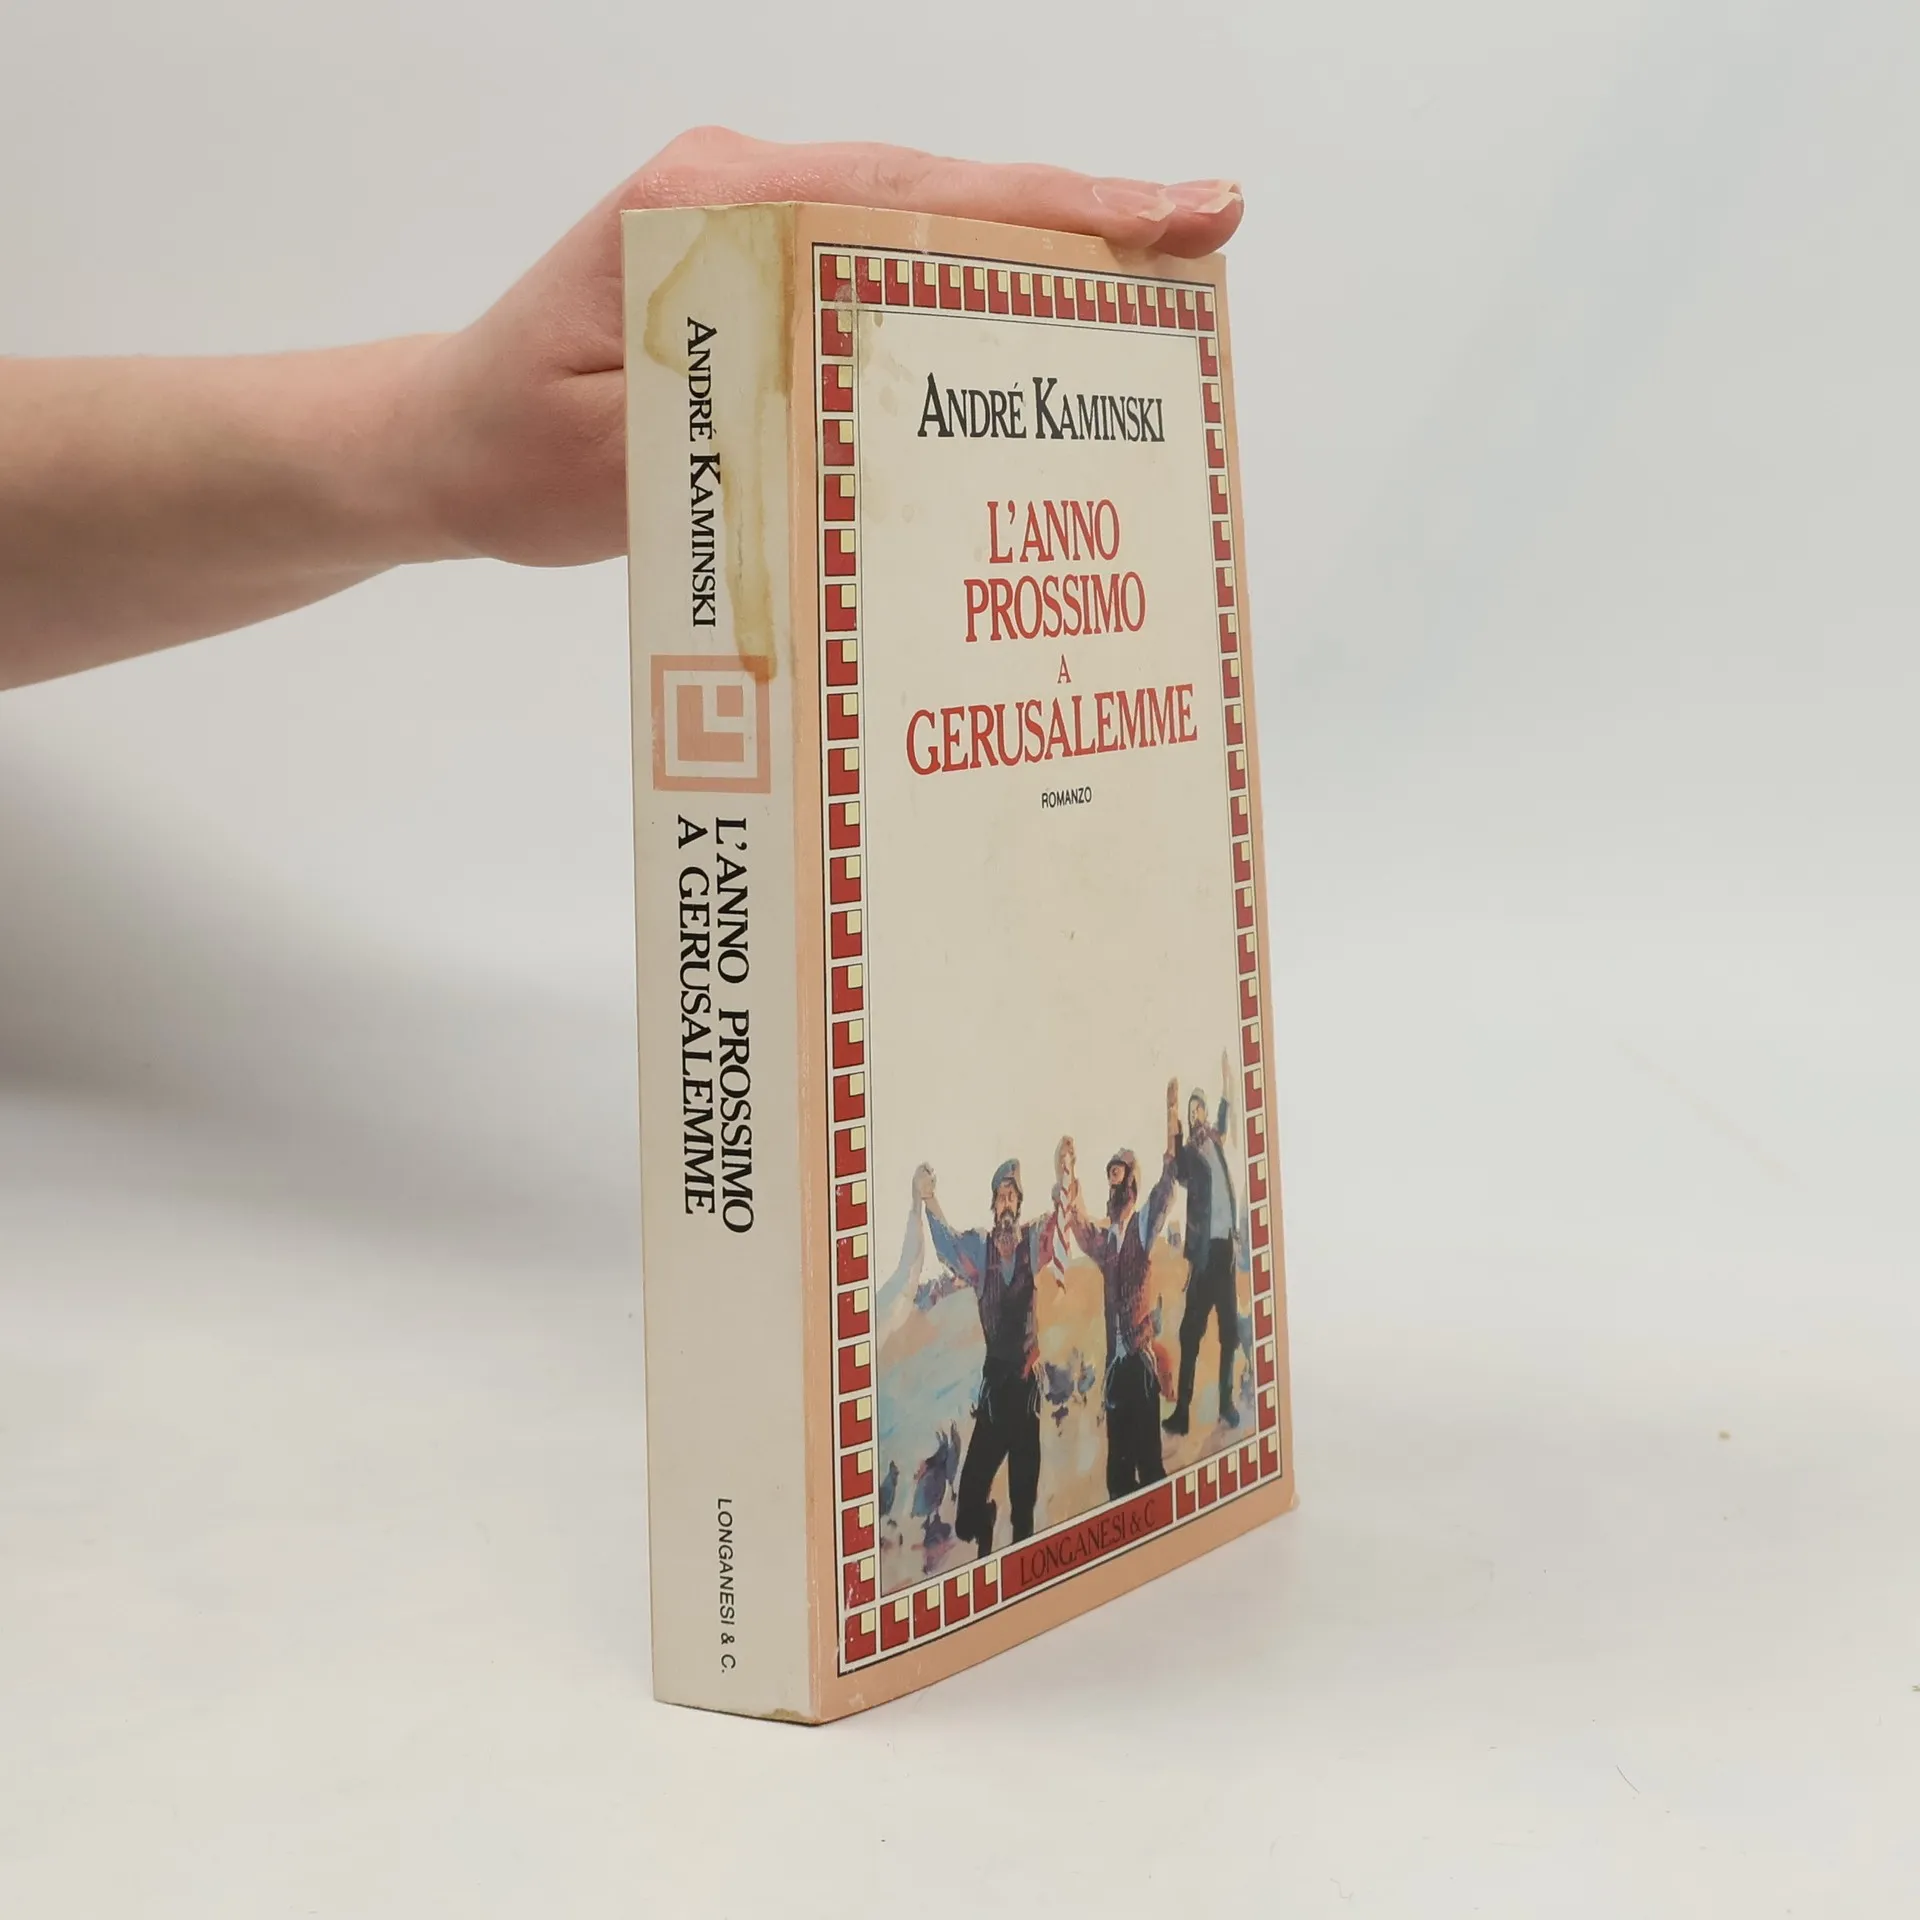 ANDRÉ KAMINSKI
L'ANNO PROSSIMO
A GERUSALEMME
LONGANESI & C.
ANDRÉ KAMINSKI
L'ANNO
PROSSIMO
A
GERUSALEMME
ROMANZO
LONGANESI & C